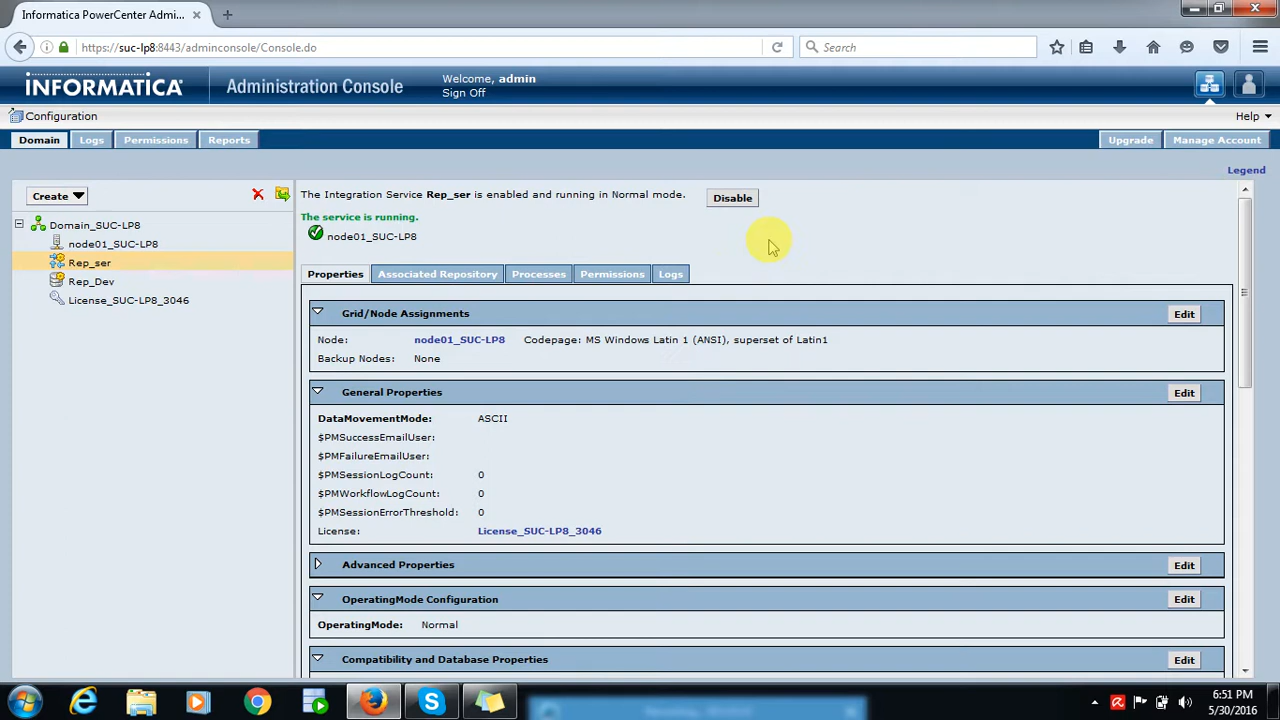 Informatica PowerCenter Admi...
https://suc-lp8:8443/adminconsole/Console.do
Search
INFORMATICA
Administration Console
Welcome, admin
Sign Off
Configuration
Help
Domain Logs Permissions Reports
Upgrade Manage Account
Legend
Create
Domain_SUC-LP8
node01_SUC-LP8
Rep_ser
Rep_Dev
License_SUC-LP8_3046
The Integration Service Rep_ser is enabled and running in Normal mode. Disable
The service is running.
node01_SUC-LP8
Properties Associated Repository Processes Permissions Logs
Grid/Node Assignments Edit
Node: node01_SUC-LP8 Codepage: MS Windows Latin 1 (ANSI), superset of Latin1
Backup Nodes: None
General Properties Edit
DataMovementMode: ASCII
$PMSuccessEmailUser:
$PMFailureEmailUser:
$PMSessionLogCount: 0
$PMWorkflowLogCount: 0
$PMSessionErrorThreshold: 0
License: License_SUC-LP8_3046
Advanced Properties Edit
OperatingMode Configuration Edit
OperatingMode: Normal
Compatibility and Database Properties Edit
6:51 PM
5/30/2016